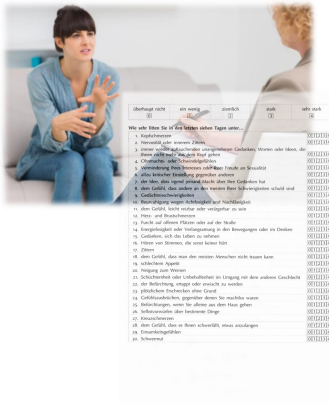 überhaupt nicht ein wenig ziemlich stark sehr stark
0 1 2 3 4
Wie sehr litten Sie in den letzten sieben Tagen unter...
1. Kopfschmerzen
2. Nervosität oder innerem Zittern
3. immer wieder auftauchenden unangenehmen Gedanken, Worten oder Ideen, die
Ihnen nicht mehr aus dem Kopf gehen
4. Ohnmachts- oder Schwindelgefühlen
5. Verminderung Ihres Interesses oder Ihrer Freude an Sexualität
6. allzu kritischer Einstellung gegenüber anderen
7. der Idee, dass irgend jemand Macht über Ihre Gedanken hat
8. dem Gefühl, dass andere an den meisten Ihrer Schwierigkeiten schuld sind
9. Gedächtnisschwierigkeiten
10. Beunruhigung wegen Achtlosigkeit und Nachlässigkeit
11. dem Gefühl, leicht reizbar oder verärgerbar zu sein
12. Herz- und Brustschmerzen
13. Furcht auf offenen Plätzen oder auf der Straße
14. Energielosigkeit oder Verlangsamung in den Bewegungen oder im Denken
15. Gedanken, sich das Leben zu nehmen
16. Hören von Stimmen, die sonst keiner hört
17. Zittern
18. dem Gefühl, dass man den meisten Menschen nicht trauen kann
19. schlechtem Appetit
20. Neigung zum Weinen
21. Schüchternheit oder Unbeholfenheit im Umgang mit dem anderen Geschlecht
22. der Befürchtung, ertappt oder erwischt zu werden
23. plötzlichem Erschrecken ohne Grund
24. Gefühlsausbrüchen, gegenüber denen Sie machtlos waren
25. Befürchtungen, wenn Sie alleine aus dem Haus gehen
26. Selbstvorwürfen über bestimmte Dinge
27. Kreuzschmerzen
28. dem Gefühl, dass es Ihnen schwerfällt, etwas anzufangen
29. Einsamkeitsgefühlen
30. Schwermut